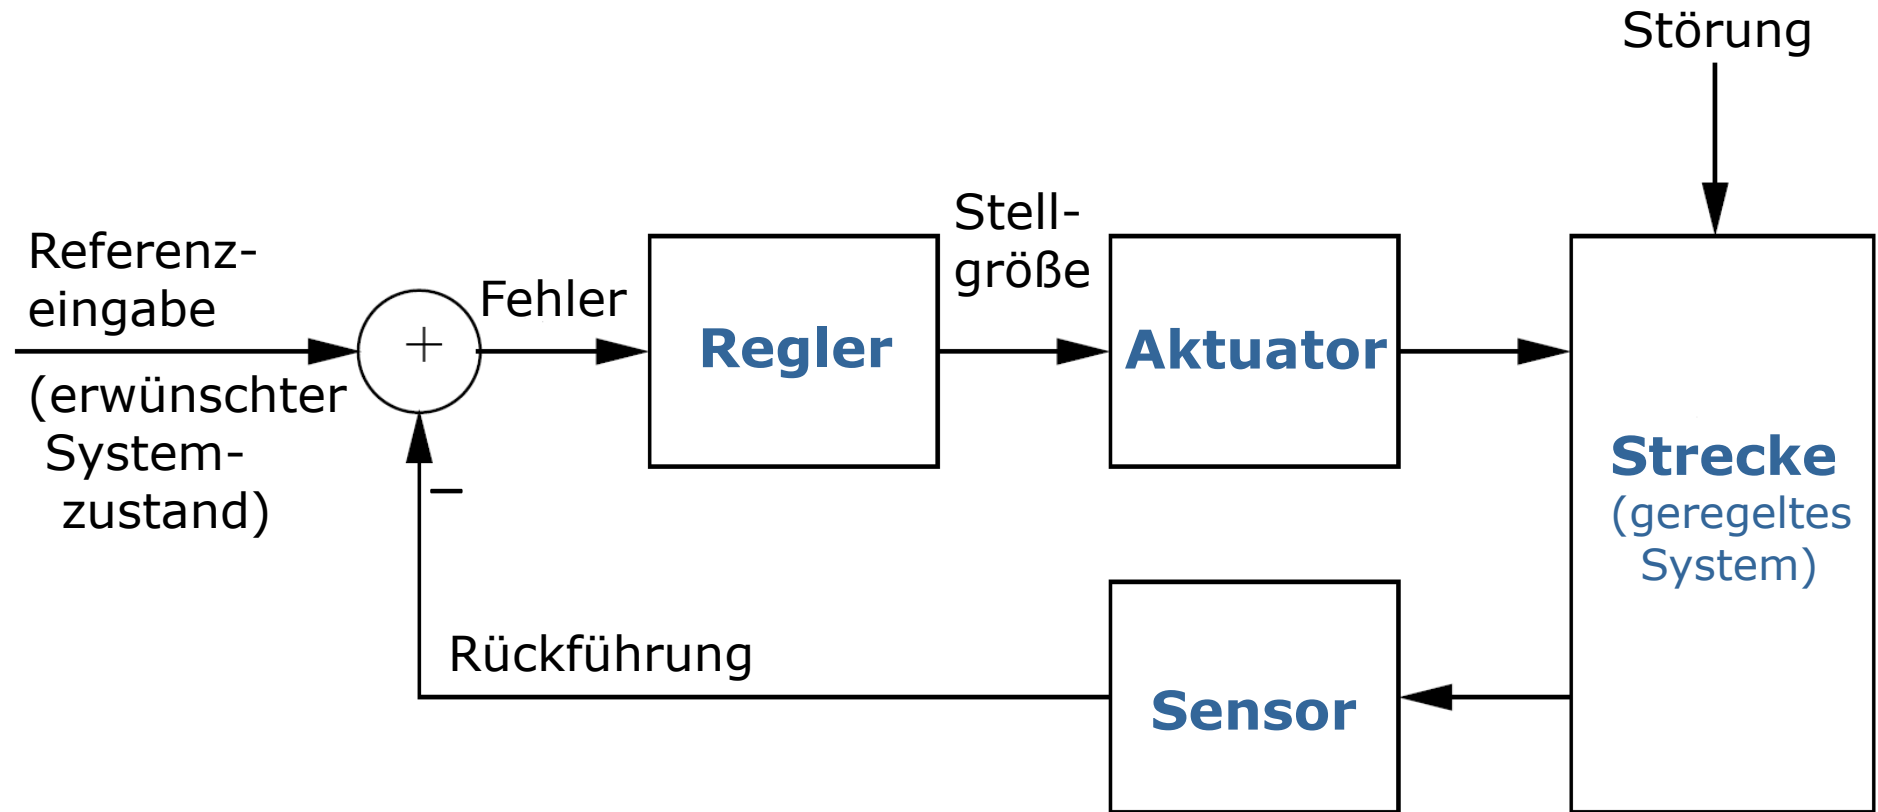 Störung
Referenz-
eingabe
(erwünschter
System-
zustand)
+
Fehler
Regler
Stell-
größe
Aktuator
Strecke
(geregeltes
System)
–
Rückführung
Sensor